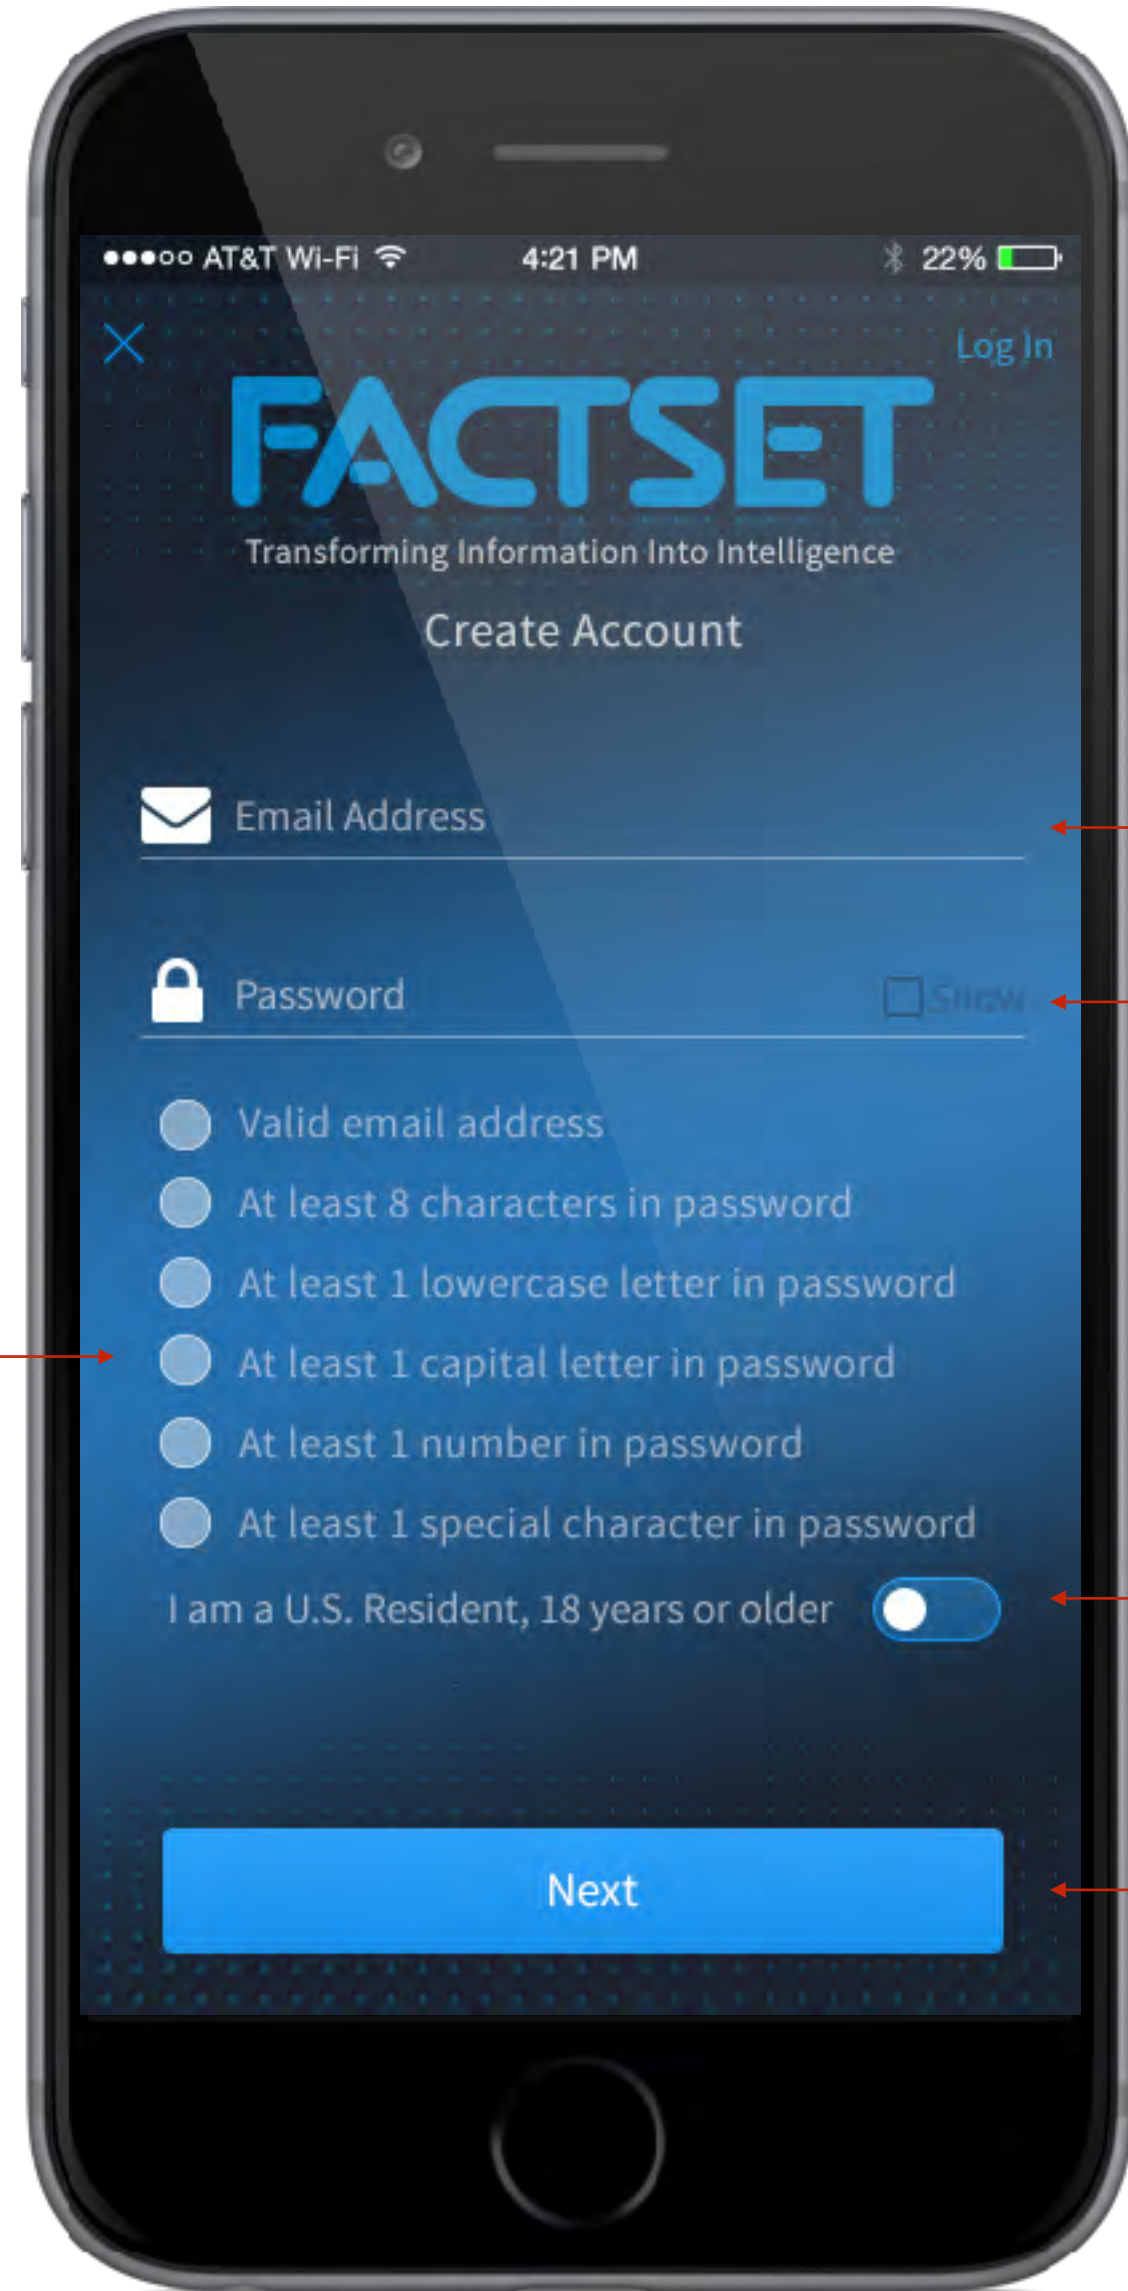 AT&T Wi-Fi 4:21 PM 22%
Log In
FACTSET
Transforming Information Into Intelligence
Create Account
Email Address
Password Show
Valid email address
At least 8 characters in password
At least 1 lowercase letter in password
At least 1 capital letter in password
At least 1 number in password
At least 1 special character in password
I am a U.S. Resident, 18 years or older
Next